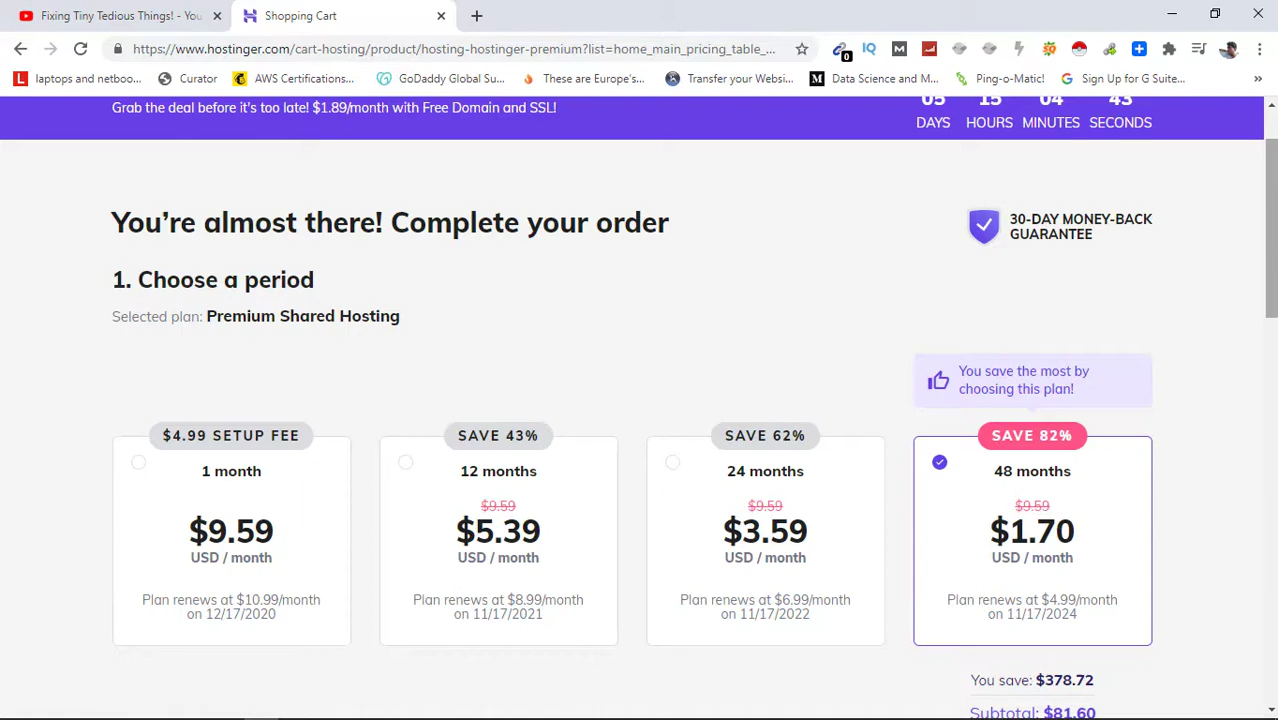 Fixing Tiny Tedious Things! - You
Shopping Cart
https://www.hostinger.com/cart-hosting/product/hosting-hostinger-premium?list=home_main_pricing_table_...
IQ
0
laptops and netboo...
Curator
AWS Certifications...
GoDaddy Global Su...
These are Europe's...
Transfer your Websi...
Data Science and M...
Ping-o-Matic!
Sign Up for G Suite...
Grab the deal before it's too late! $1.89/month with Free Domain and SSL!
05 15 04 43
DAYS HOURS MINUTES SECONDS
You're almost there! Complete your order
30-DAY MONEY-BACK
GUARANTEE
1. Choose a period
Selected plan: Premium Shared Hosting
You save the most by
choosing this plan!
$4.99 SETUP FEE
1 month
$9.59
USD / month
Plan renews at $10.99/month
on 12/17/2020
SAVE 43%
12 months
$9.59
$5.39
USD / month
Plan renews at $8.99/month
on 11/17/2021
SAVE 62%
24 months
$9.59
$3.59
USD / month
Plan renews at $6.99/month
on 11/17/2022
SAVE 82%
48 months
$9.59
$1.70
USD / month
Plan renews at $4.99/month
on 11/17/2024
You save: $378.72
Subtotal: $81.60